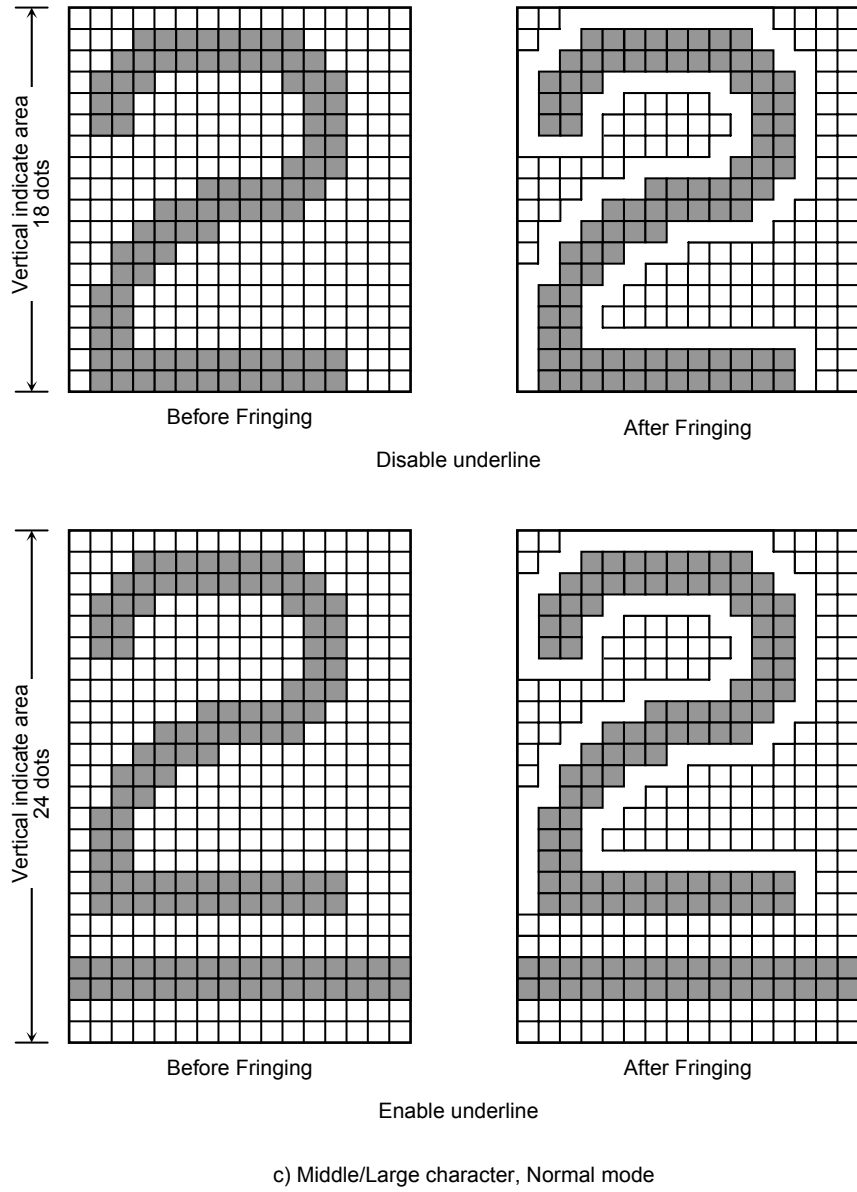 Vertical indicate area
18 dots
Before Fringing
After Fringing
Disable underline
Vertical indicate area
24 dots
Before Fringing
After Fringing
Enable underline
c) Middle/Large character, Normal mode